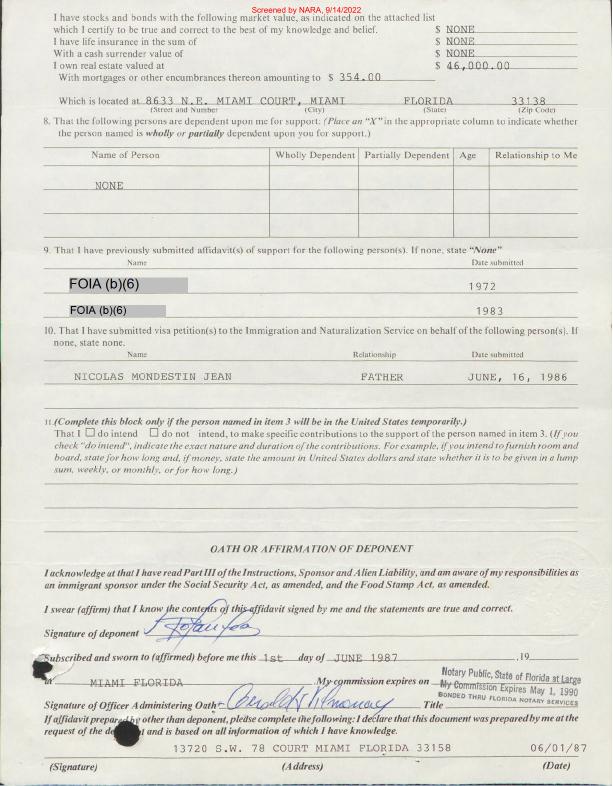 Screened by NARA, 9/14/2022
I have stocks and bonds with the following market value, as indicated on the attached list
which I certify to be true and correct to the best of my knowledge and belief. $ NONE
I have life insurance in the sum of $ NONE
With a cash surrender value of $ NONE
I own real estate valued at $ 46,000.00
With mortgages or other encumbrances thereon amounting to $ 354.00
Which is located at 8633 N.E. MIAMI COURT, MIAMI FLORIDA 33138
(Street and Number) (City) (State) (Zip Code)
8. That the following persons are dependent upon me for support: (Place an "X" in the appropriate column to indicate whether
the person named is wholly or partially dependent upon you for support.)
Name of Person Wholly Dependent Partially Dependent Age Relationship to Me
NONE
9. That I have previously submitted affidavit(s) of support for the following person(s). If none, state "None"
Name Date submitted
FOIA (b)(6) 1972
FOIA (b)(6) 1983
10. That I have submitted visa petition(s) to the Immigration and Naturalization Service on behalf of the following person(s). If
none, state none.
Name Relationship Date submitted
NICOLAS MONDESTIN JEAN FATHER JUNE, 16, 1986
11. (Complete this block only if the person named in item 3 will be in the United States temporarily.)
That I ☐ do intend ☐ do not intend, to make specific contributions to the support of the person named in item 3. (If you
check "do intend", indicate the exact nature and duration of the contributions. For example, if you intend to furnish room and
board, state for how long and, if money, state the amount in United States dollars and state whether it is to be given in a lump
sum, weekly, or monthly, or for how long.)
OATH OR AFFIRMATION OF DEPONENT
I acknowledge at that I have read Part III of the Instructions, Sponsor and Alien Liability, and am aware of my responsibilities as
an immigrant sponsor under the Social Security Act, as amended, and the Food Stamp Act, as amended.
I swear (affirm) that I know the contents of this affidavit signed by me and the statements are true and correct.
Signature of deponent
Subscribed and sworn to (affirmed) before me this 1st day of JUNE 1987 ,19
at MIAMI FLORIDA My commission expires on
Notary Public, State of Florida at Large
My Commission Expires May 1, 1990
BONDED THRU FLORIDA NOTARY SERVICES
Signature of Officer Administering Oath Title
If affidavit prepared by other than deponent, please complete the following: I declare that this document was prepared by me at the
request of the and is based on all information of which I have knowledge.
13720 S.W. 78 COURT MIAMI FLORIDA 33158 06/01/87
(Signature) (Address) (Date)